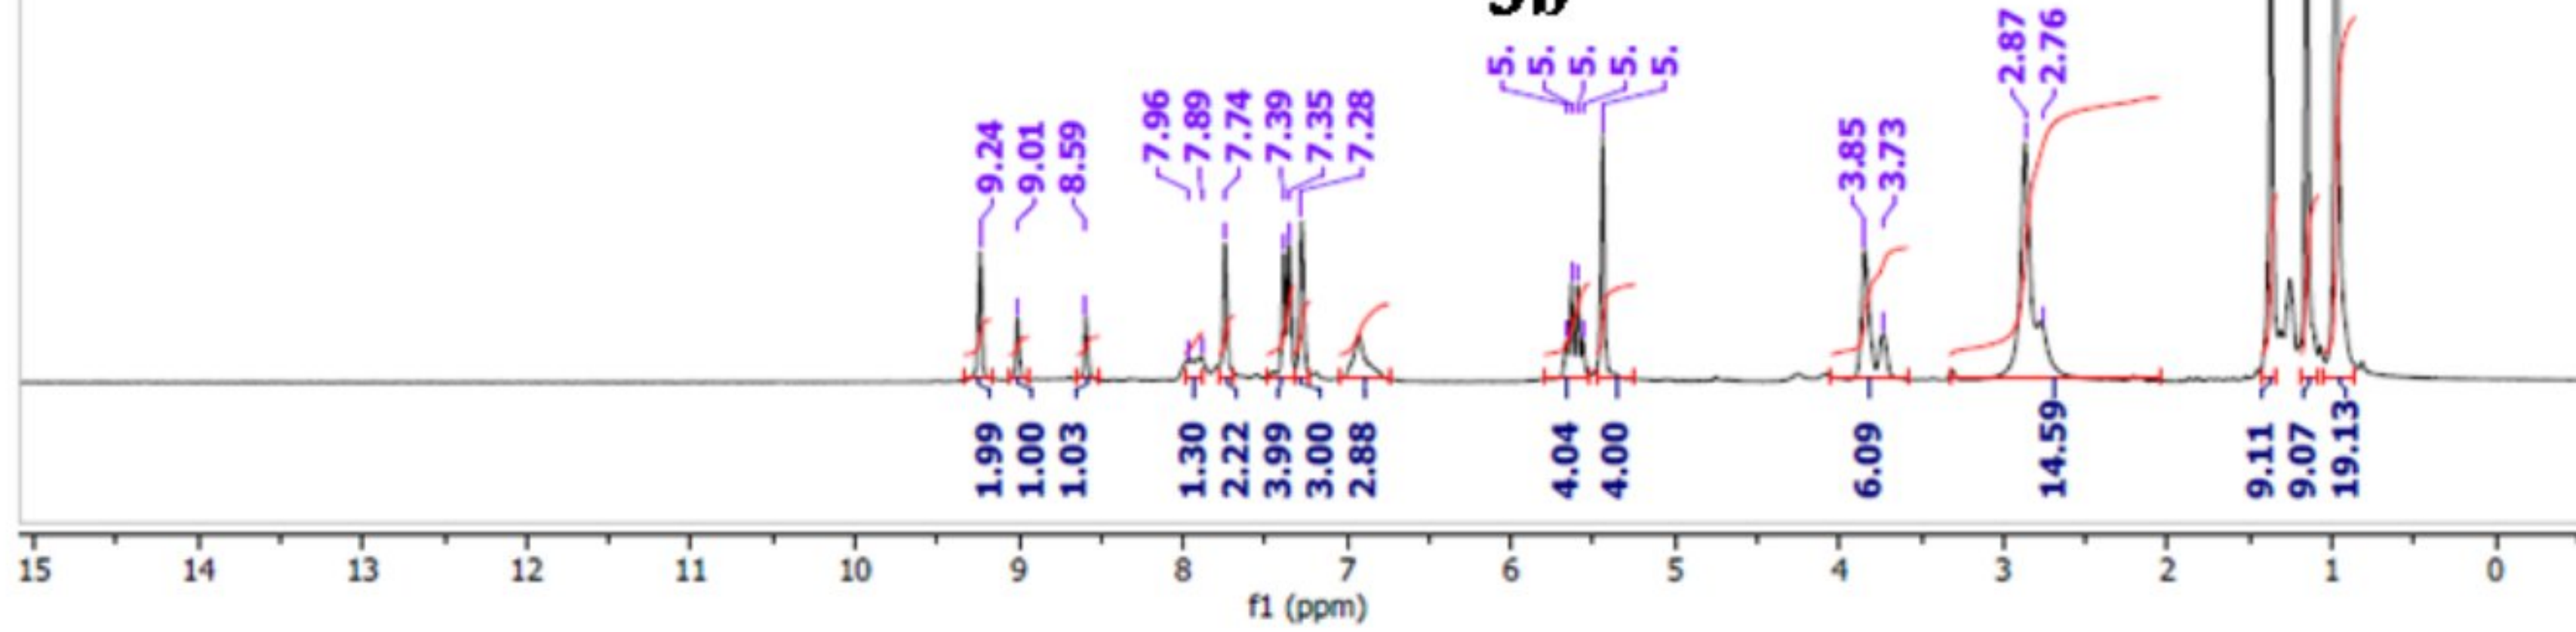 5. 5. 5. 5. 5.
2.87 2.76
9.24 9.01 8.59
7.96 7.89 7.74 7.39 7.35 7.28
3.85 3.73
1.99 1.00 1.03 1.30 2.22 3.99 3.00 2.88 4.04 4.00 6.09 14.59 9.11 9.07 19.13
15 14 13 12 11 10 9 8 7 6 5 4 3 2 1 0
f1 (ppm)